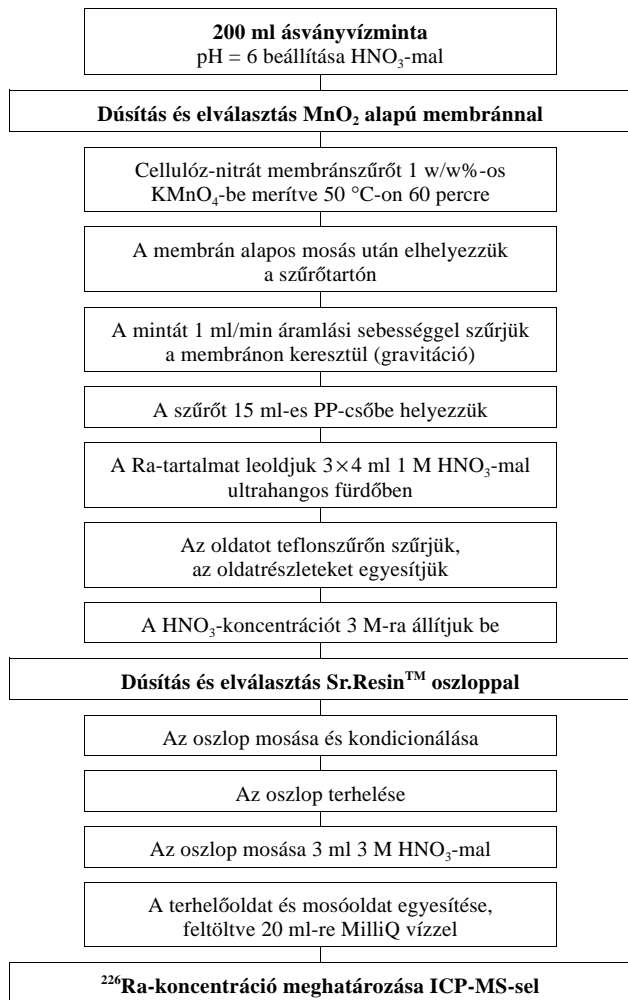 200 ml ásványvízminta
pH = 6 beállítása HNO₃-mal
Dúsítás és elválasztás MnO₂ alapú membránnal
Cellulóz-nitrát membránszűrőt 1 w/w%-os
KMnO₄-be merítve 50 °C-on 60 percre
A membrán alapos mosás után elhelyezzük
a szűrőtartón
A mintát 1 ml/min áramlási sebességgel szűrjük
a membránon keresztül (gravitáció)
A szűrőt 15 ml-es PP-csőbe helyezzük
A Ra-tartalmat leoldjuk 3×4 ml 1 M HNO₃-mal
ultrahangos fürdőben
Az oldatot teflonszűrőn szűrjük,
az oldatrészleteket egyesítjük
A HNO₃-koncentrációt 3 M-ra állítjuk be
Dúsítás és elválasztás Sr.Resin™ oszloppal
Az oszlop mosása és kondicionálása
Az oszlop terhelése
Az oszlop mosása 3 ml 3 M HNO₃-mal
A terhelőoldat és mosóoldat egyesítése,
feltöltve 20 ml-re MilliQ vízzel
²²⁶Ra-koncentráció meghatározása ICP-MS-sel